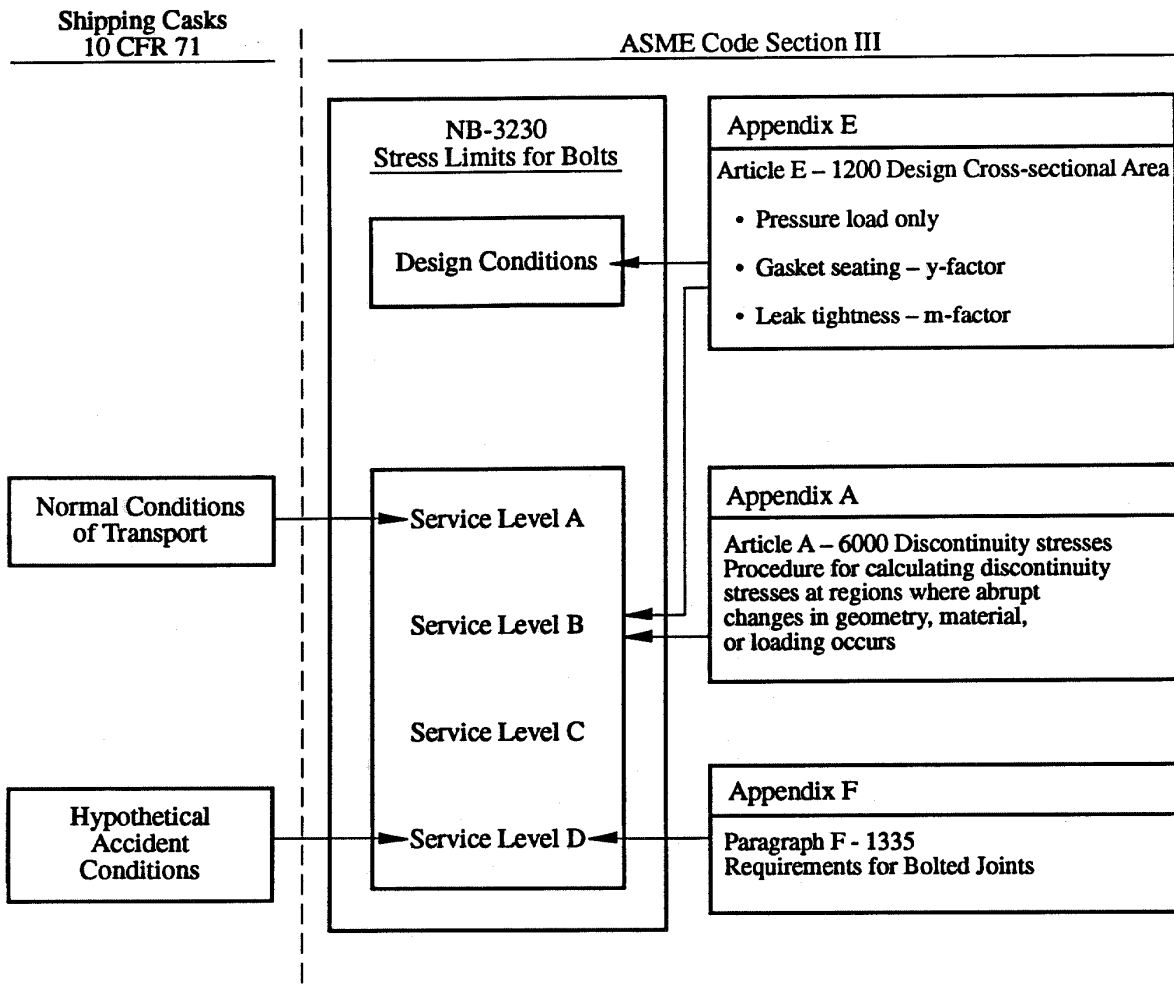 Shipping Casks
10 CFR 71
ASME Code Section III
NB-3230
Stress Limits for Bolts
Design Conditions
Appendix E
Article E – 1200 Design Cross-sectional Area
• Pressure load only
• Gasket seating – y-factor
• Leak tightness – m-factor
Normal Conditions
of Transport
Service Level A
Service Level B
Service Level C
Service Level D
Appendix A
Article A – 6000 Discontinuity stresses
Procedure for calculating discontinuity
stresses at regions where abrupt
changes in geometry, material,
or loading occurs
Hypothetical
Accident
Conditions
Appendix F
Paragraph F - 1335
Requirements for Bolted Joints